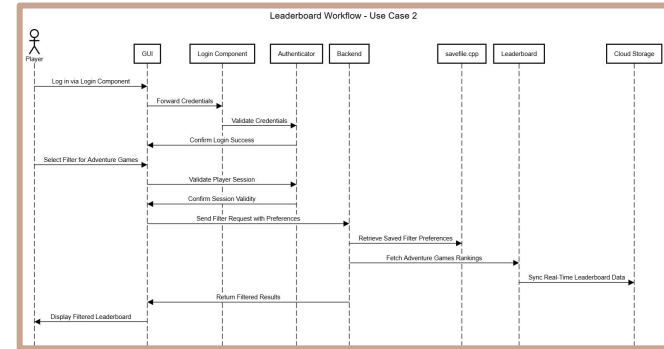 Leaderboard Workflow - Use Case 2
Player
GUI
Login Component
Authenticator
Backend
savefile.cpp
Leaderboard
Cloud Storage
Log in via Login Component
Forward Credentials
Validate Credentials
Confirm Login Success
Select Filter for Adventure Games
Validate Player Session
Confirm Session Validity
Send Filter Request with Preferences
Retrieve Saved Filter Preferences
Fetch Adventure Games Rankings
Sync Real-Time Leaderboard Data
Return Filtered Results
Display Filtered Leaderboard